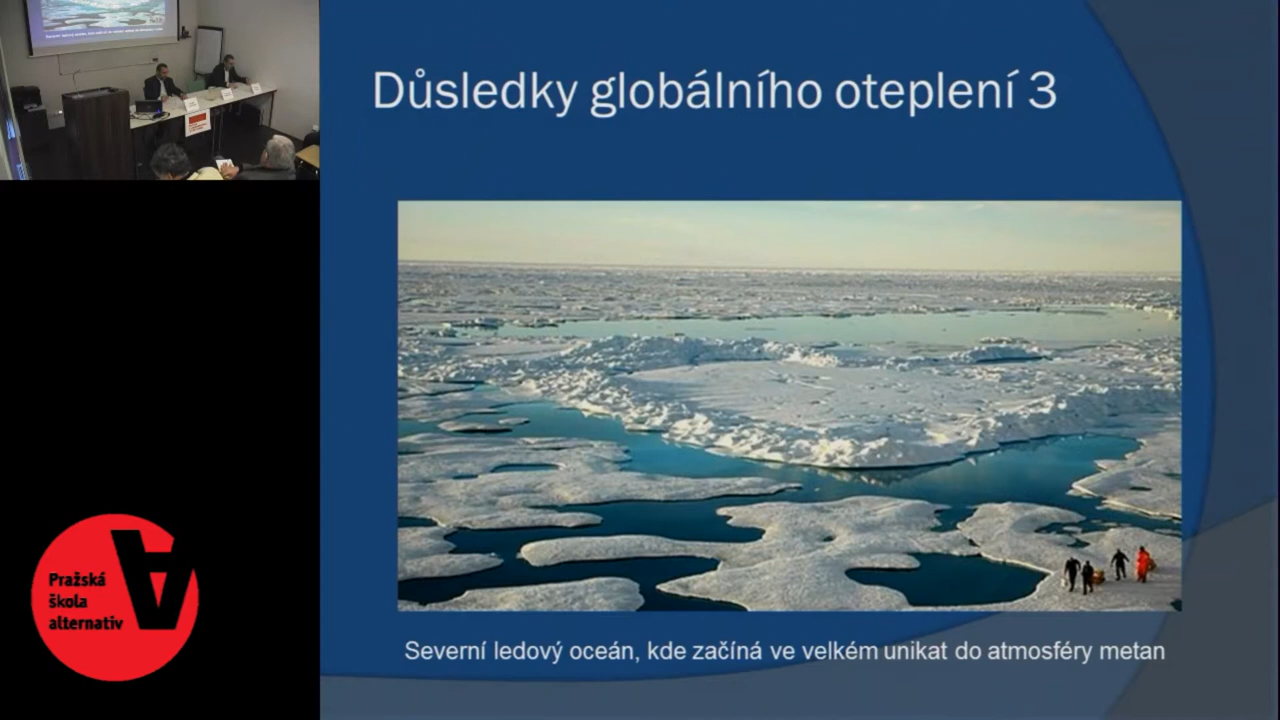 Důsledky globálního oteplení 3
Severní ledový oceán, kde začíná ve velkém unikat do atmosféry metan
Pražská
škola
alternativ